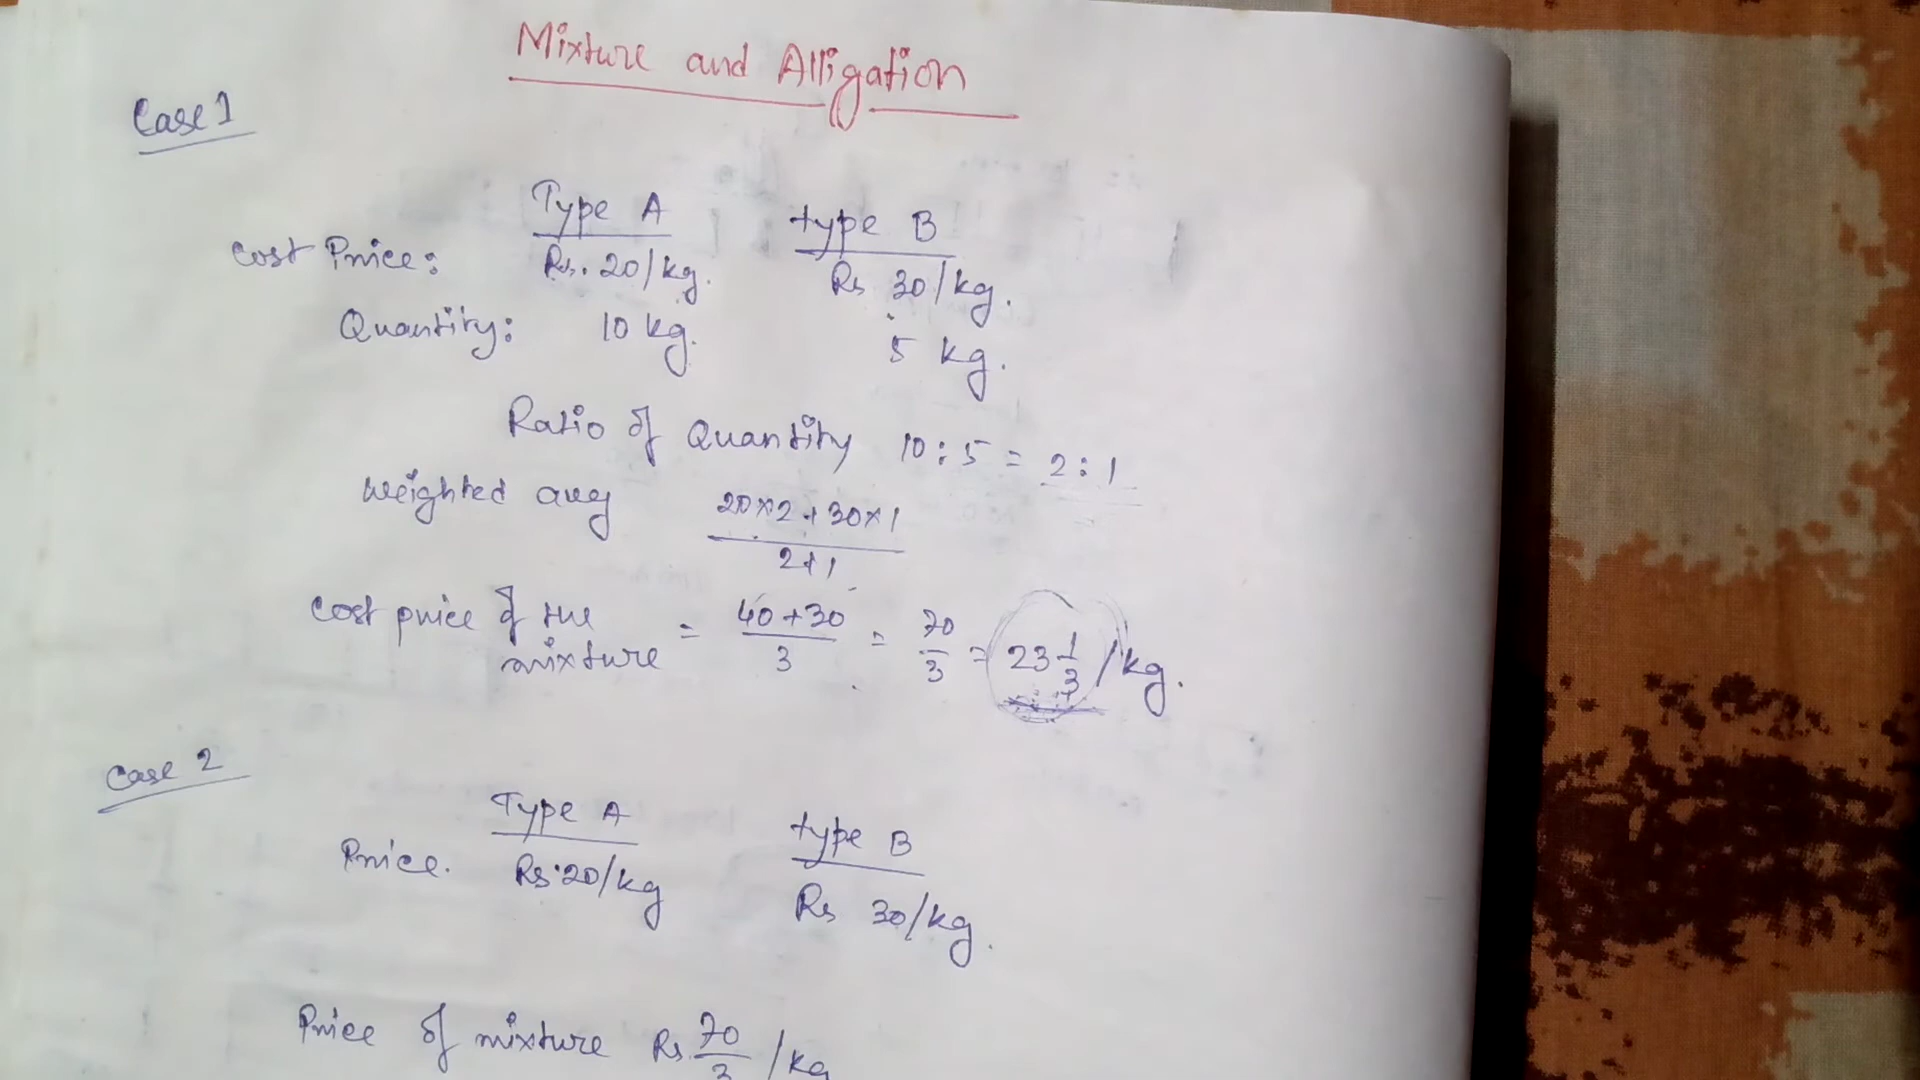 Mixture and Alligation
Case 1
Type A type B
Cost Price: Rs. 20/kg. Rs 30/kg.
Quantity: 10 kg. 5 kg.
Ratio of Quantity 10:5 = 2:1
Weighted avg 20×2+30×1
2+1
Cost price of the mixture = 40+30/3 = 70/3 = 23 1/3 /kg.
Case 2
Type A type B
Price. Rs. 20/kg Rs 30/kg.
Price of mixture Rs. 70/3 /kg